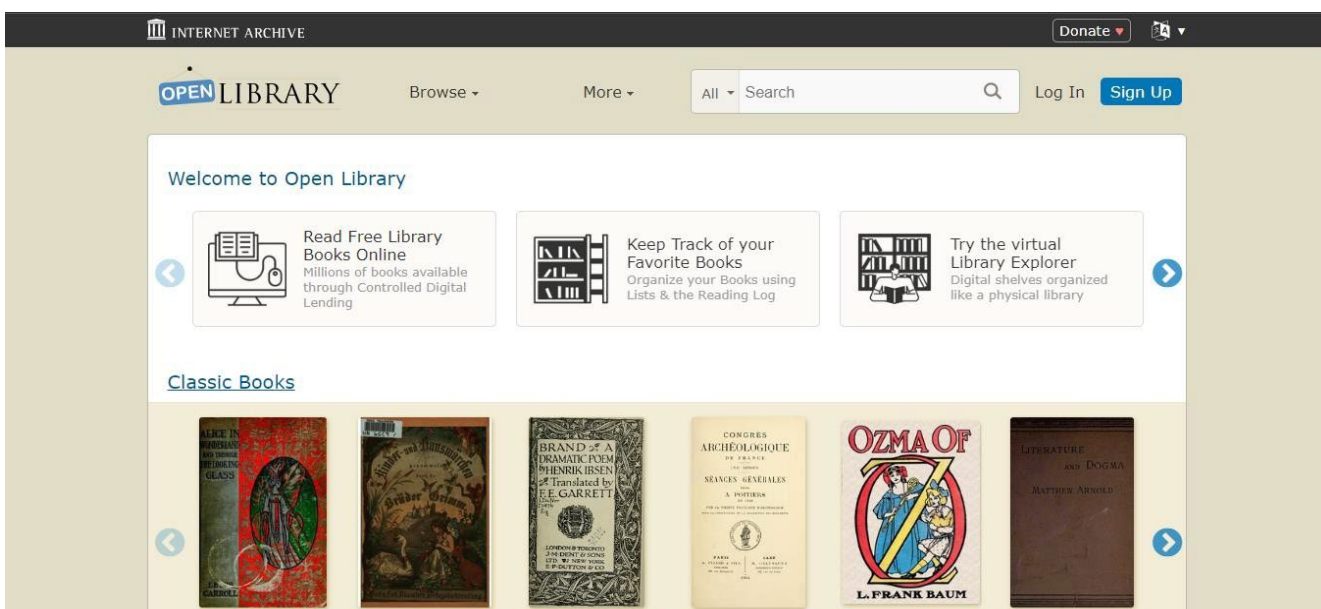 INTERNET ARCHIVE
Donate
OPEN LIBRARY
Browse
More
All
Search
Log In
Sign Up
Welcome to Open Library
Read Free Library
Books Online
Millions of books available
through Controlled Digital
Lending
Keep Track of your
Favorite Books
Organize your Books using
Lists & the Reading Log
Try the virtual
Library Explorer
Digital shelves organized
like a physical library
Classic Books
ALICE IN
WONDERLAND
AND THROUGH
THE LOOKING
GLASS
CARROLL
Kinder- und Hausmärchen
Brüder Grimm
BRAND A
DRAMATIC POEM
BY HENRIK IBSEN
Translated by
F.E. GARRETT
LONDON & TORONTO
J·M·DENT & SONS
LTD. NEW YORK
E·P·DUTTON & CO
CONGRÈS
ARCHÉOLOGIQUE
DE FRANCE
SÉANCES GÉNÉRALES
A POITIERS
PARIS
CAEN
OZMA OF
OZ
L. FRANK BAUM
LITERATURE
AND DOGMA
MATTHEW ARNOLD